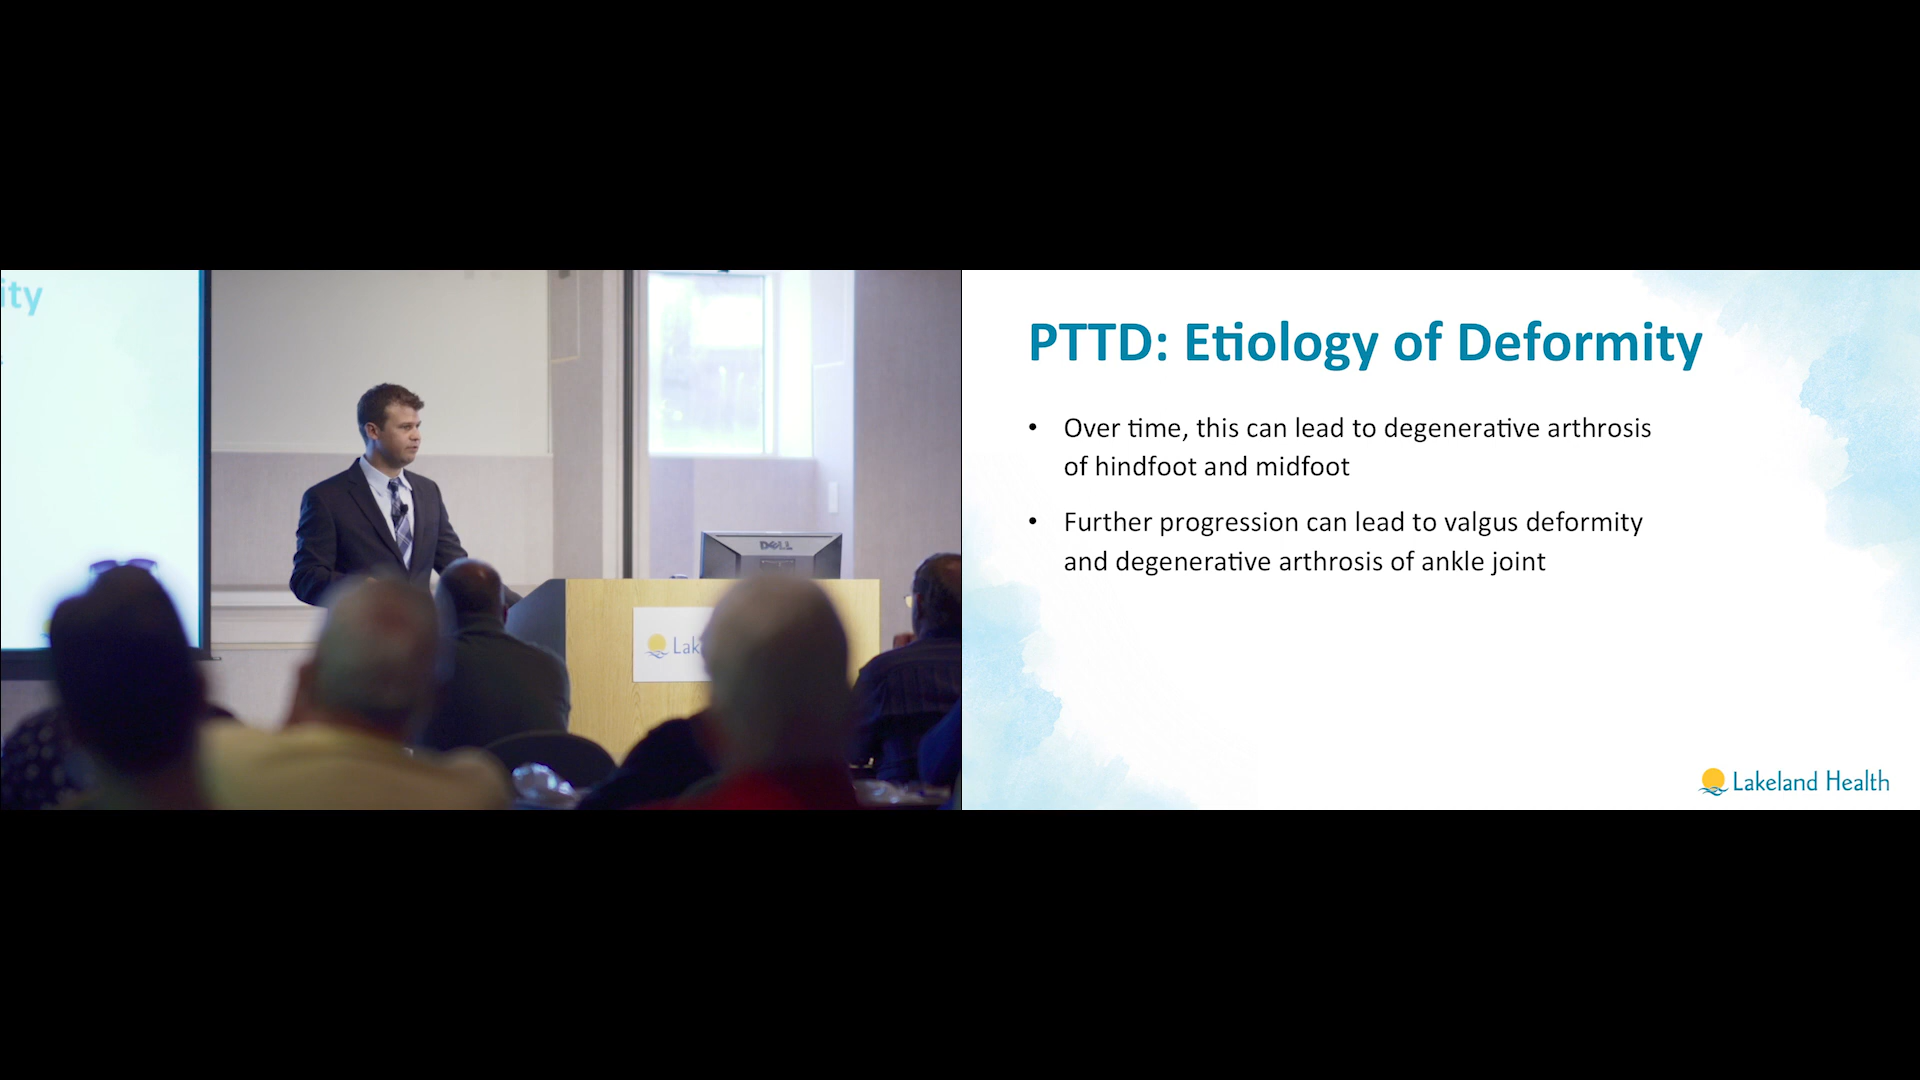 ity
DELL
Lak
PTTD: Etiology of Deformity
• Over time, this can lead to degenerative arthrosis
of hindfoot and midfoot
• Further progression can lead to valgus deformity
and degenerative arthrosis of ankle joint
Lakeland Health